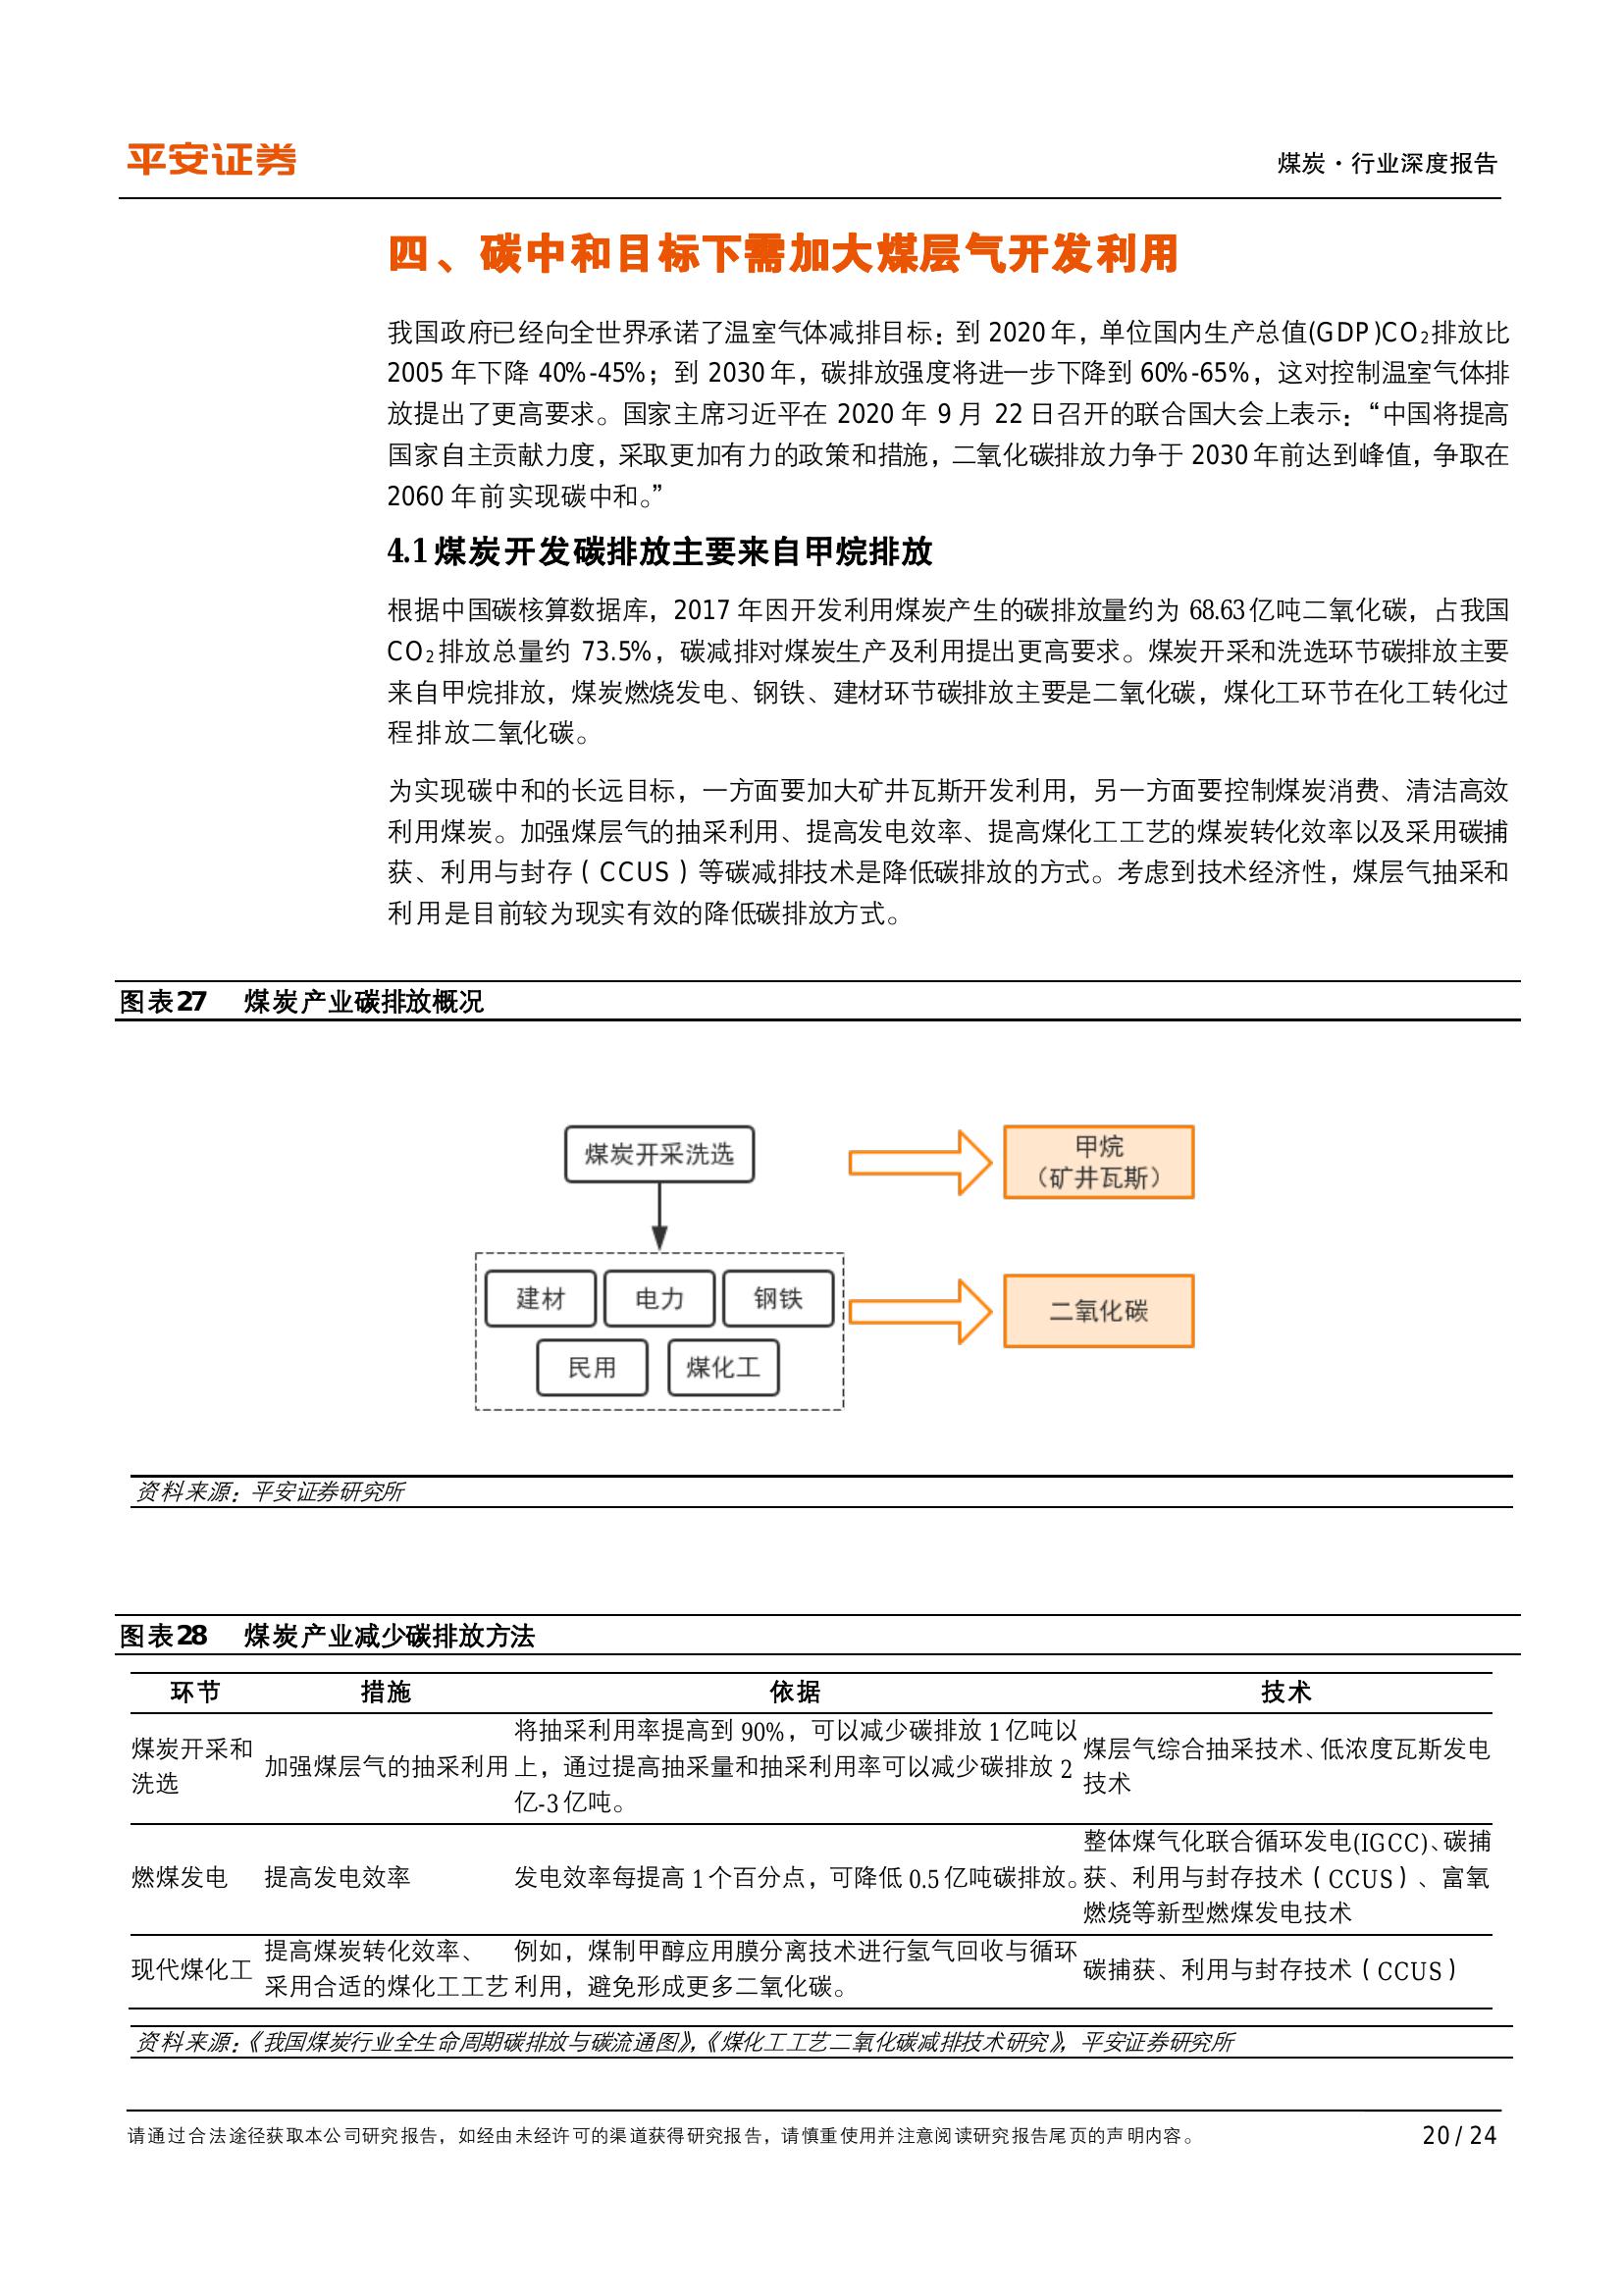 平安证券
煤炭·行业深度报告
四、碳中和目标下需加大煤层气开发利用
我国政府已经向全世界承诺了温室气体减排目标：到 2020 年，单位国内生产总值(GDP)CO₂排放比
2005 年下降 40%-45%；到 2030 年，碳排放强度将进一步下降到 60%-65%，这对控制温室气体排
放提出了更高要求。国家主席习近平在 2020 年 9 月 22 日召开的联合国大会上表示：“中国将提高
国家自主贡献力度，采取更加有力的政策和措施，二氧化碳排放力争于 2030 年前达到峰值，争取在
2060 年前实现碳中和。”
4.1 煤炭开发碳排放主要来自甲烷排放
根据中国碳核算数据库，2017 年因开发利用煤炭产生的碳排放量约为 68.63 亿吨二氧化碳，占我国
CO₂排放总量约 73.5%，碳减排对煤炭生产及利用提出更高要求。煤炭开采和洗选环节碳排放主要
来自甲烷排放，煤炭燃烧发电、钢铁、建材环节碳排放主要是二氧化碳，煤化工环节在化工转化过
程排放二氧化碳。
为实现碳中和的长远目标，一方面要加大矿井瓦斯开发利用，另一方面要控制煤炭消费、清洁高效
利用煤炭。加强煤层气的抽采利用、提高发电效率、提高煤化工工艺的煤炭转化效率以及采用碳捕
获、利用与封存（CCUS）等碳减排技术是降低碳排放的方式。考虑到技术经济性，煤层气抽采和
利用是目前较为现实有效的降低碳排放方式。
图表27 煤炭产业碳排放概况
煤炭开采洗选
甲烷
（矿井瓦斯）
建材 电力 钢铁
二氧化碳
民用 煤化工
资料来源：平安证券研究所
图表28 煤炭产业减少碳排放方法
环节 措施 依据 技术
煤炭开采和
洗选
加强煤层气的抽采利用
将抽采利用率提高到 90%，可以减少碳排放 1 亿吨以
上，通过提高抽采量和抽采利用率可以减少碳排放 2
亿-3 亿吨。
煤层气综合抽采技术、低浓度瓦斯发电
技术
燃煤发电
提高发电效率
发电效率每提高 1 个百分点，可降低 0.5 亿吨碳排放。
整体煤气化联合循环发电(IGCC)、碳捕
获、利用与封存技术（CCUS）、富氧
燃烧等新型燃煤发电技术
现代煤化工
提高煤炭转化效率、
采用合适的煤化工工艺
例如，煤制甲醇应用膜分离技术进行氢气回收与循环
利用，避免形成更多二氧化碳。
碳捕获、利用与封存技术（CCUS）
资料来源：《我国煤炭行业全生命周期碳排放与碳流通图》，《煤化工工艺二氧化碳减排技术研究》，平安证券研究所
请通过合法途径获取本公司研究报告，如经由未经许可的渠道获得研究报告，请慎重使用并注意阅读研究报告尾页的声明内容。
20 / 24